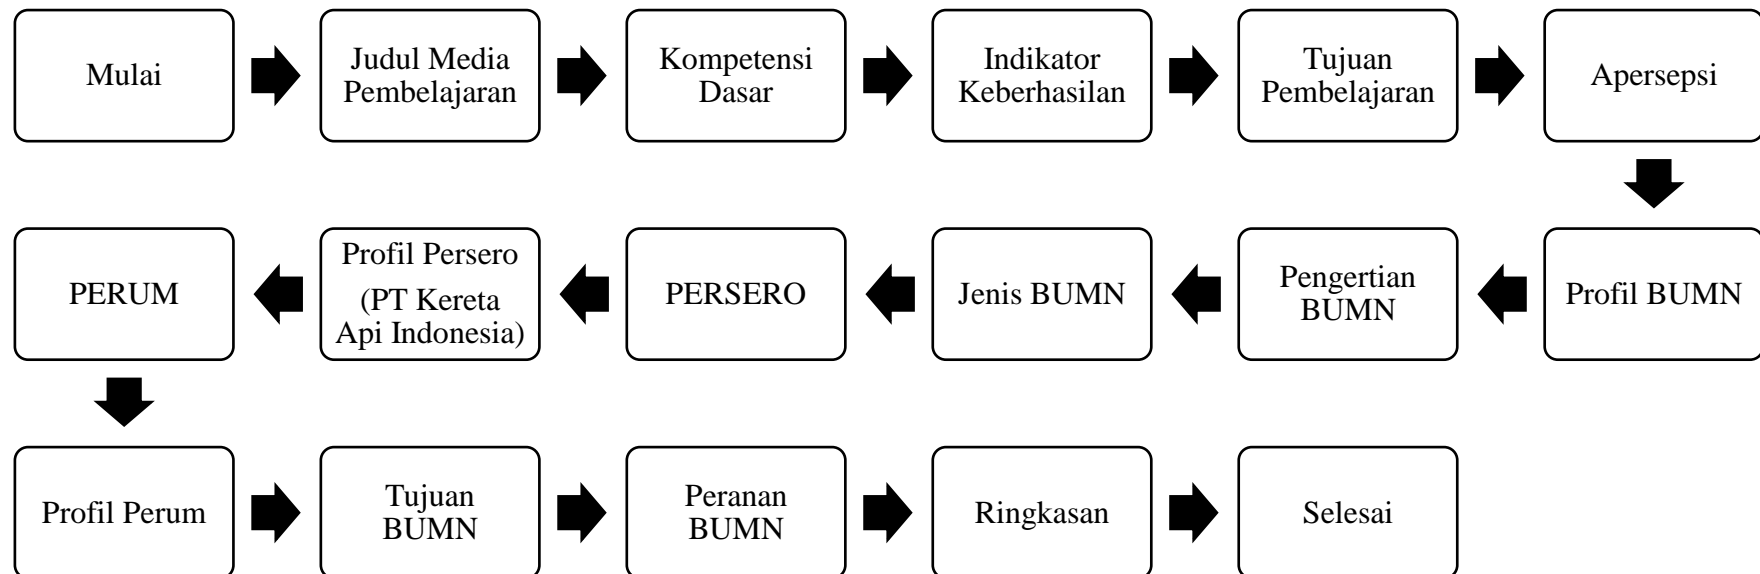 Mulai
Judul Media
Pembelajaran
Kompetensi
Dasar
Indikator
Keberhasilan
Tujuan
Pembelajaran
Apersepsi
Profil BUMN
Pengertian
BUMN
Jenis BUMN
PERSERO
Profil Persero
(PT Kereta
Api Indonesia)
PERUM
Profil Perum
Tujuan
BUMN
Peranan
BUMN
Ringkasan
Selesai